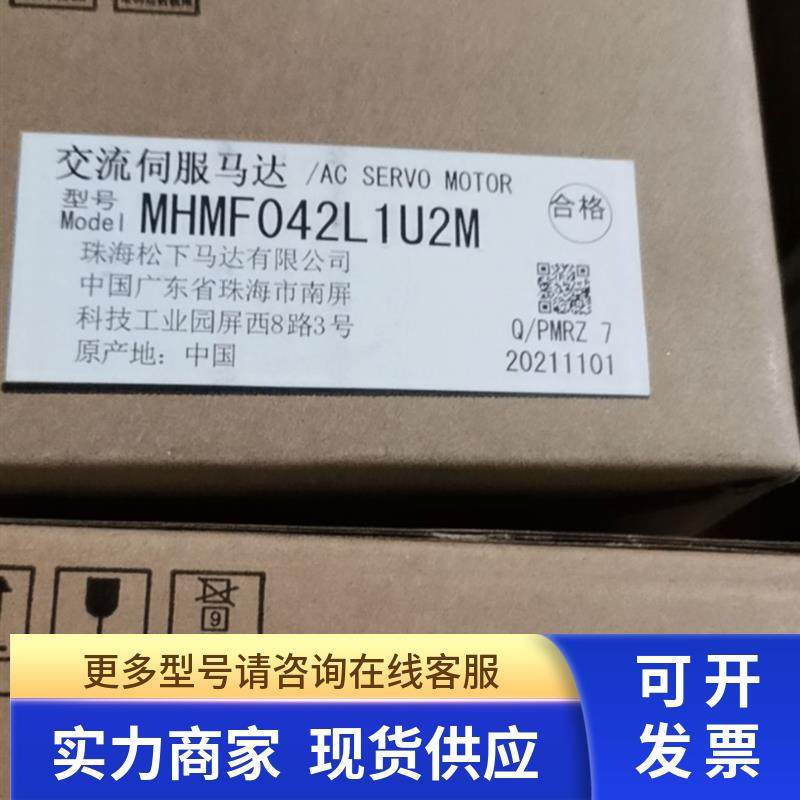 交流伺服马达 /AC SERVO MOTOR
型号
Model MHMF042L1U2M
合格
珠海松下马达有限公司
中国广东省珠海市南屏
科技工业园屏西8路3号
原产地：中国
Q/PMRZ 7
20211101
9
更多型号请咨询在线客服
实力商家 现货供应
可开
发票